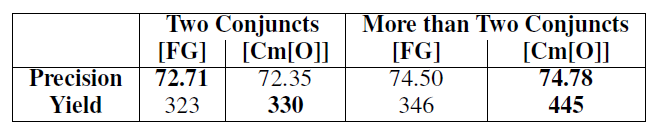 Two Conjuncts More than Two Conjuncts
[FG] [Cm[O]] [FG] [Cm[O]]
Precision 72.71 72.35 74.50 74.78
Yield 323 330 346 445